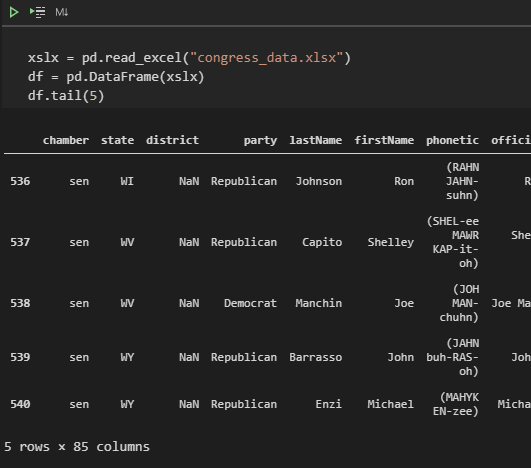 M↓
xslx = pd.read_excel("congress_data.xlsx")
df = pd.DataFrame(xslx)
df.tail(5)
chamber state district party lastName firstName phonetic offici
536 sen WI NaN Republican Johnson Ron (RAHN JAHN-suhn) R
537 sen WV NaN Republican Capito Shelley (SHEL-ee MAWR KAP-it-oh) She
538 sen WV NaN Democrat Manchin Joe (JOH MAN-chuhn) Joe Ma
539 sen WY NaN Republican Barrasso John (JAHN buh-RAS-oh) Joh
540 sen WY NaN Republican Enzi Michael (MAHYK EN-zee) Micha
5 rows × 85 columns